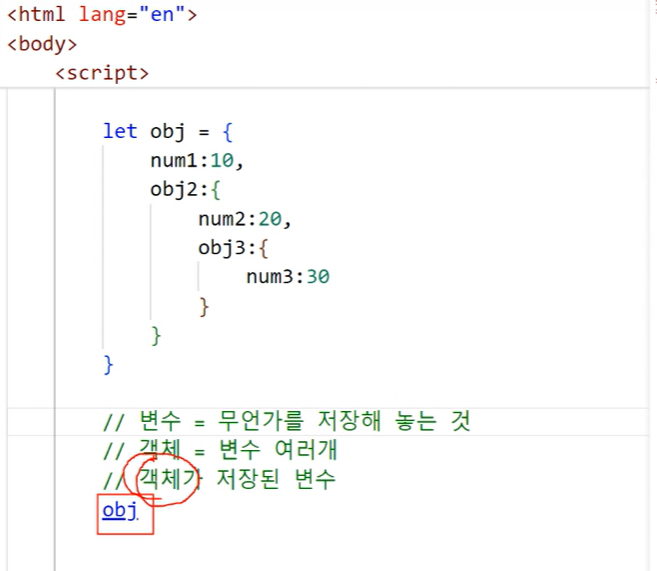 <html lang="en">
<body>
<script>
let obj = {
num1:10,
obj2:{
num2:20,
obj3:{
num3:30
}
}
}
// 변수 = 무언가를 저장해 놓는 것
// 객체 = 변수 여러개
// 객체가 저장된 변수
obj